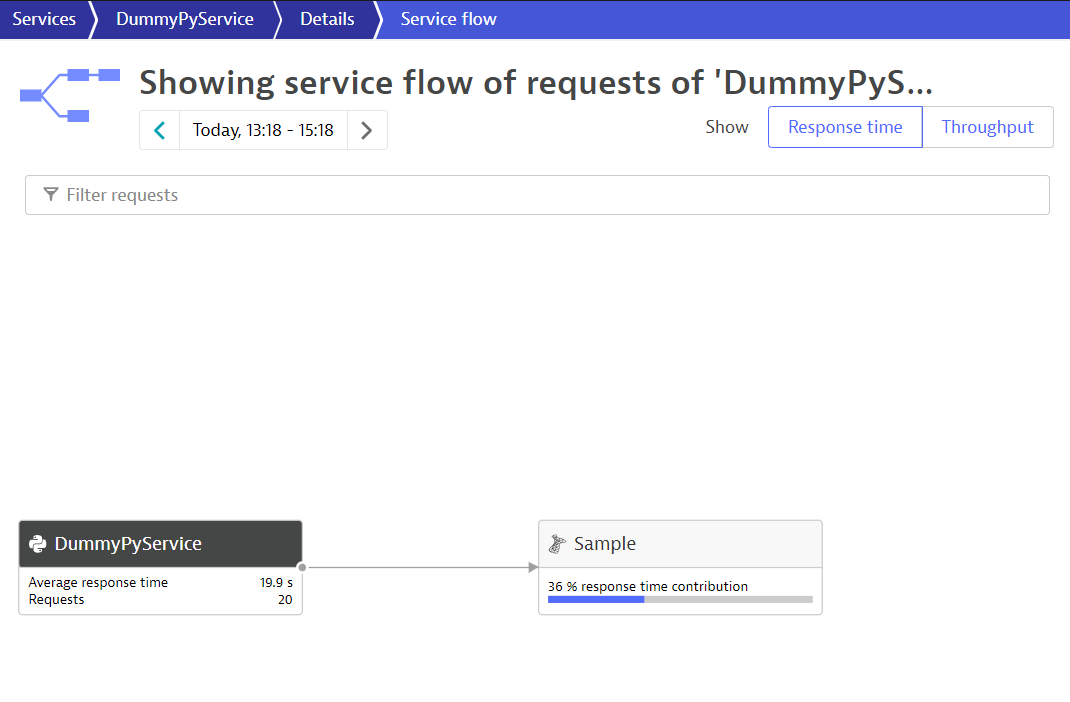 Services DummyPyService Details Service flow
Showing service flow of requests of 'DummyPyS...
Today, 13:18 - 15:18
Show Response time Throughput
Filter requests
DummyPyService
Average response time 19.9 s
Requests 20
Sample
36 % response time contribution